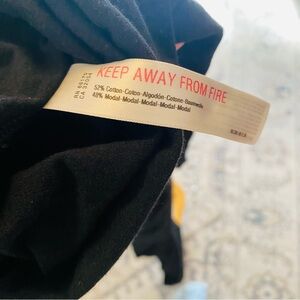 KEEP AWAY FROM FIRE
52% Cotton-Coton-Algodón-Cotone-Baumwolle
48% Modal-Modal-Modal-Modal-Modal